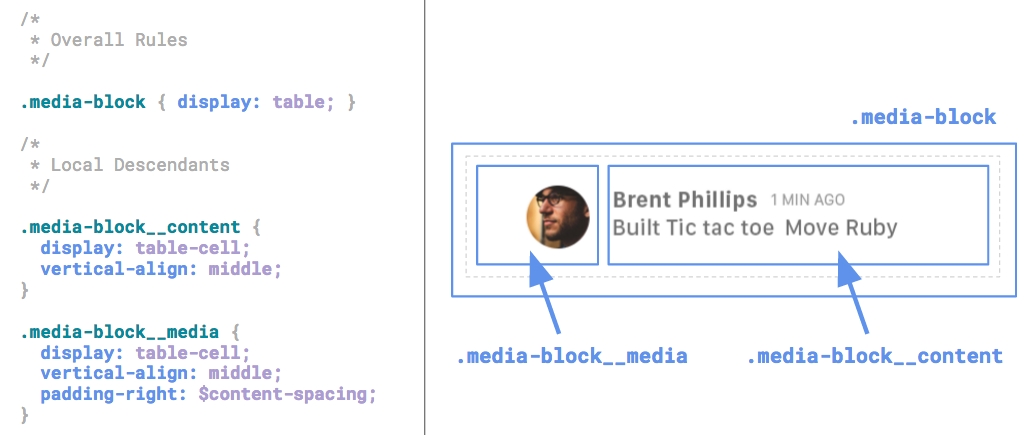 /*
 * Overall Rules
 */
.media-block { display: table; }
/*
 * Local Descendants
 */
.media-block__content {
  display: table-cell;
  vertical-align: middle;
}
.media-block__media {
  display: table-cell;
  vertical-align: middle;
  padding-right: $content-spacing;
}
.media-block
Brent Phillips 1 MIN AGO
Built Tic tac toe Move Ruby
.media-block__media
.media-block__content